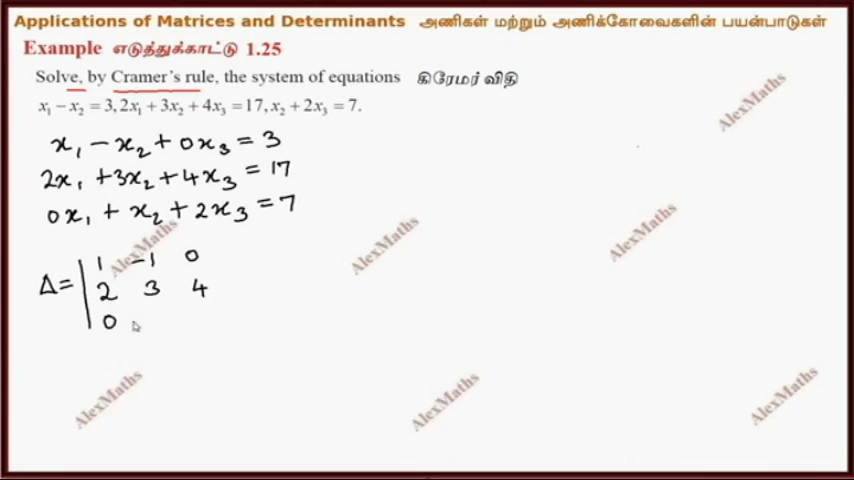 Applications of Matrices and Determinants அணிகள் மற்றும் அணிக்கோவைகளின் பயன்பாடுகள்
Example எடுத்துக்காட்டு 1.25
Solve, by Cramer's rule, the system of equations கிரேமர் விதி
x₁ − x₂ = 3, 2x₁ + 3x₂ + 4x₃ = 17, x₂ + 2x₃ = 7.
x₁ − x₂ + 0x₃ = 3
2x₁ + 3x₂ + 4x₃ = 17
0x₁ + x₂ + 2x₃ = 7
Δ = | 1 −1 0
2 3 4
0
AlexMaths
AlexMaths
AlexMaths
AlexMaths
AlexMaths
AlexMaths
AlexMaths